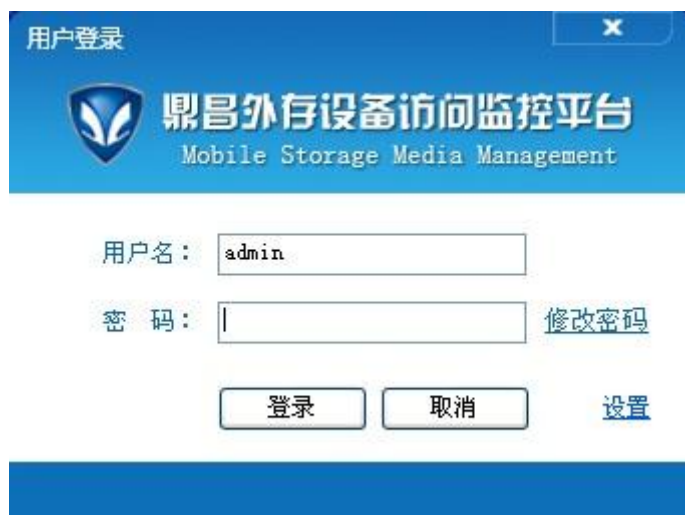 用户登录
鼎昌外存设备访问监控平台
Mobile Storage Media Management
用户名： admin
密 码： 修改密码
登录 取消 设置